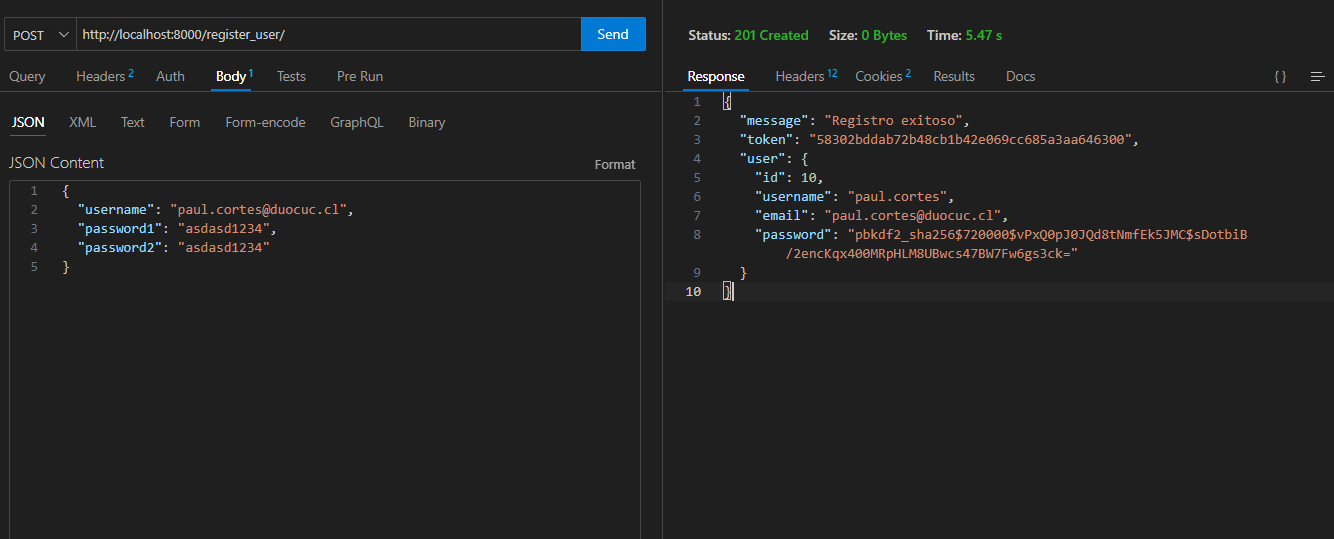 POST http://localhost:8000/register_user/ Send
Query Headers 2 Auth Body 1 Tests Pre Run
JSON XML Text Form Form-encode GraphQL Binary
JSON Content Format
1 {
2 "username": "paul.cortes@duocuc.cl",
3 "password1": "asdasd1234",
4 "password2": "asdasd1234"
5 }
Status: 201 Created Size: 0 Bytes Time: 5.47 s
Response Headers 12 Cookies 2 Results Docs {}
1 {
2 "message": "Registro exitoso",
3 "token": "58302bddab72b48cb1b42e069cc685a3aa646300",
4 "user": {
5 "id": 10,
6 "username": "paul.cortes",
7 "email": "paul.cortes@duocuc.cl",
8 "password": "pbkdf2_sha256$720000$vPxQ0pJ0JQd8tNmfEk5JMC$sDotbiB
/2encKqx400MRpHLM8UBwcs47BW7Fw6gs3ck="
9 }
10 }